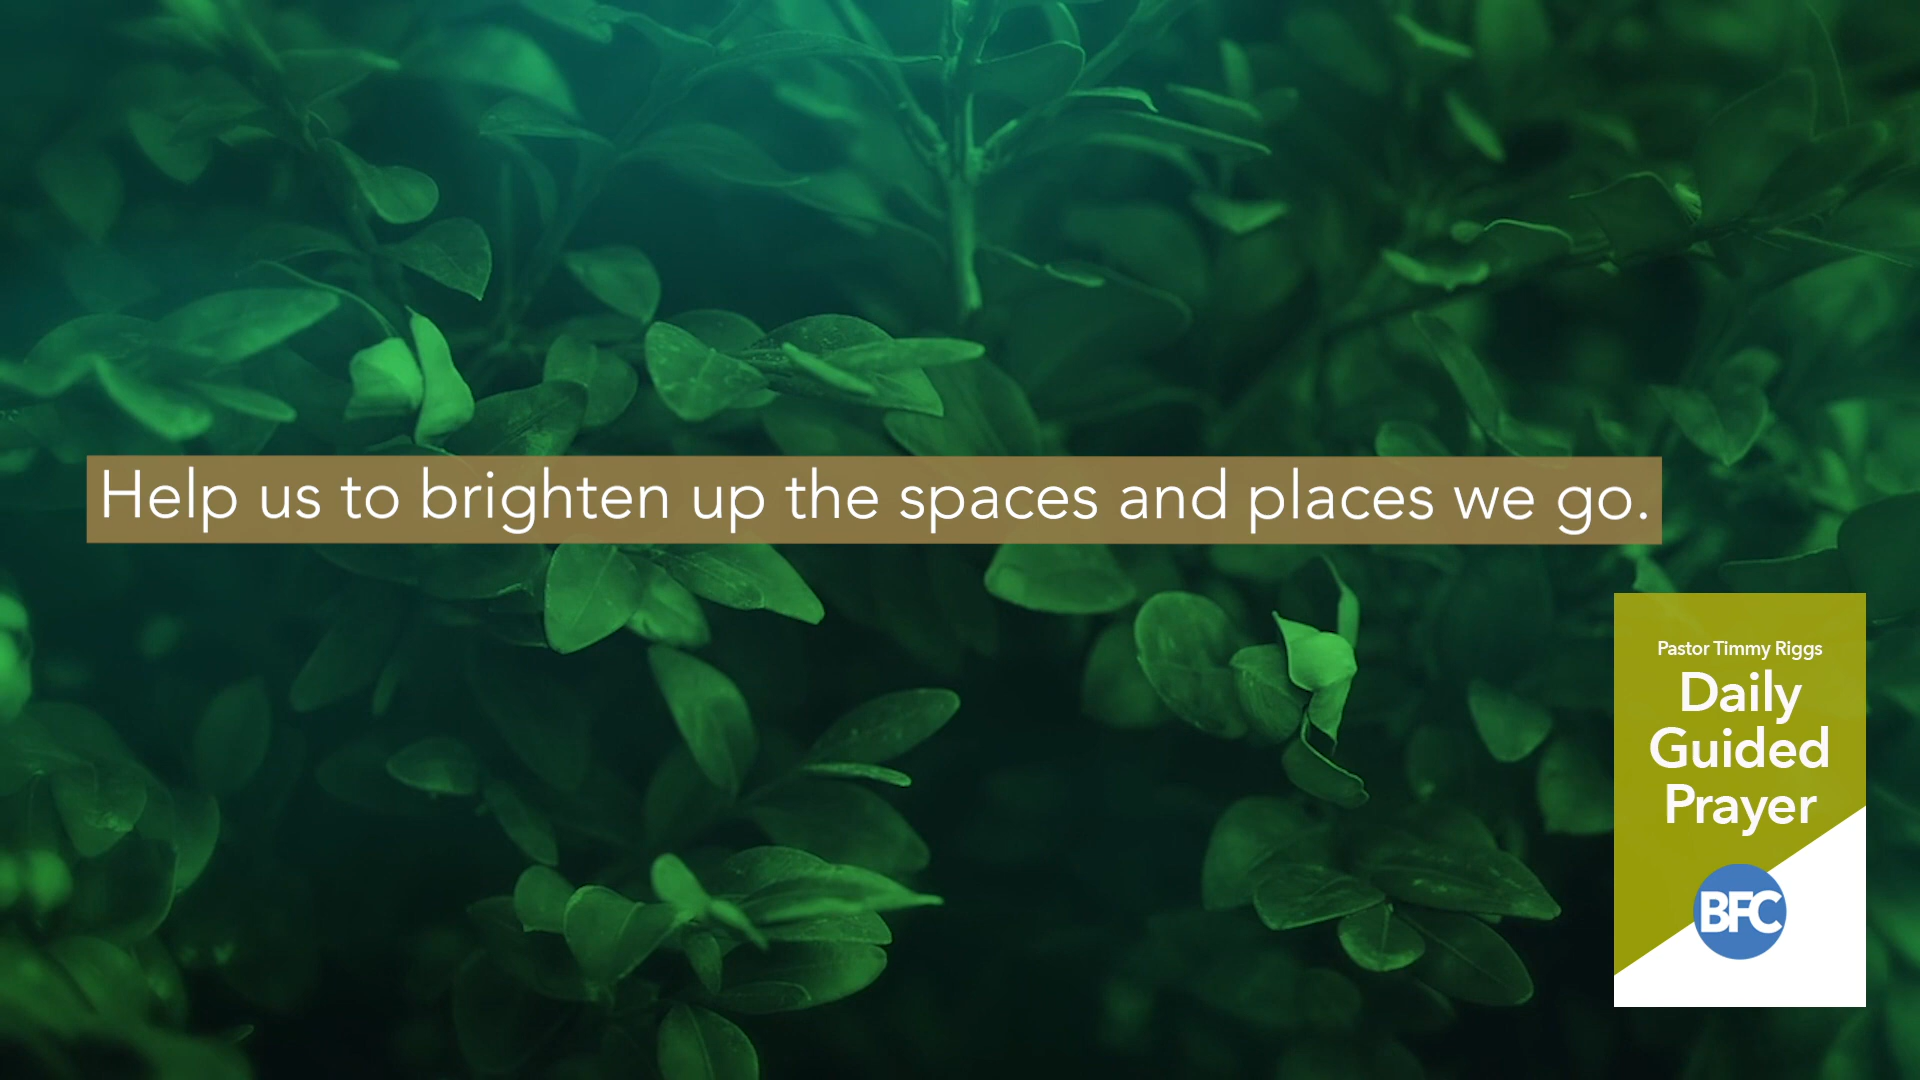 Help us to brighten up the spaces and places we go.
Pastor Timmy Riggs
Daily
Guided
Prayer
BFC